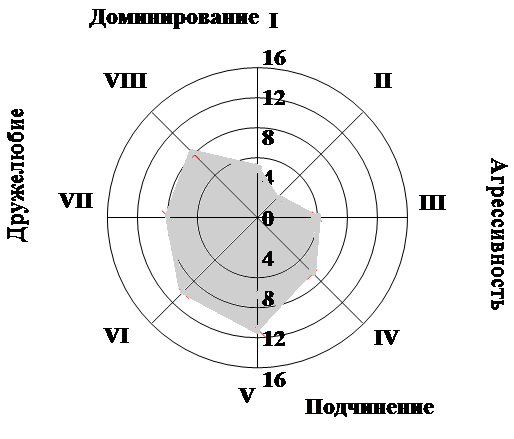 Доминирование I
16
VIII
II
12
8
4
Дружелюбие
VII
0
III
Агрессивность
4
8
VI
12
IV
16
V
Подчинение